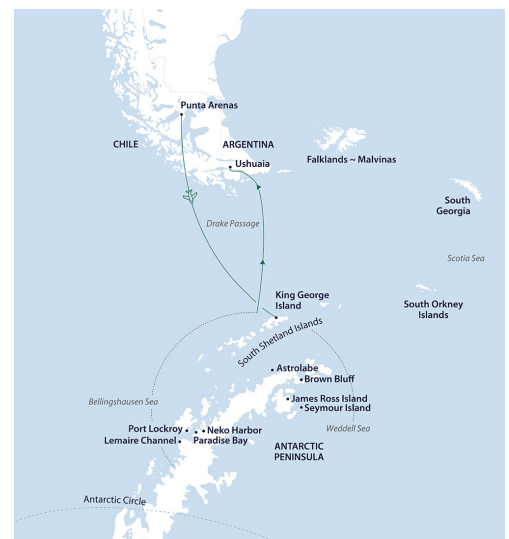 Punta Arenas
CHILE
ARGENTINA
Ushuaia
Falklands ~ Malvinas
South
Georgia
Drake Passage
Scotia Sea
King George
Island
South Orkney
Islands
South Shetland Islands
Astrolabe
Brown Bluff
Bellingshausen Sea
James Ross Island
Seymour Island
Port Lockroy
Neko Harbor
Weddell Sea
Lemaire Channel
Paradise Bay
ANTARCTIC
PENINSULA
Antarctic Circle